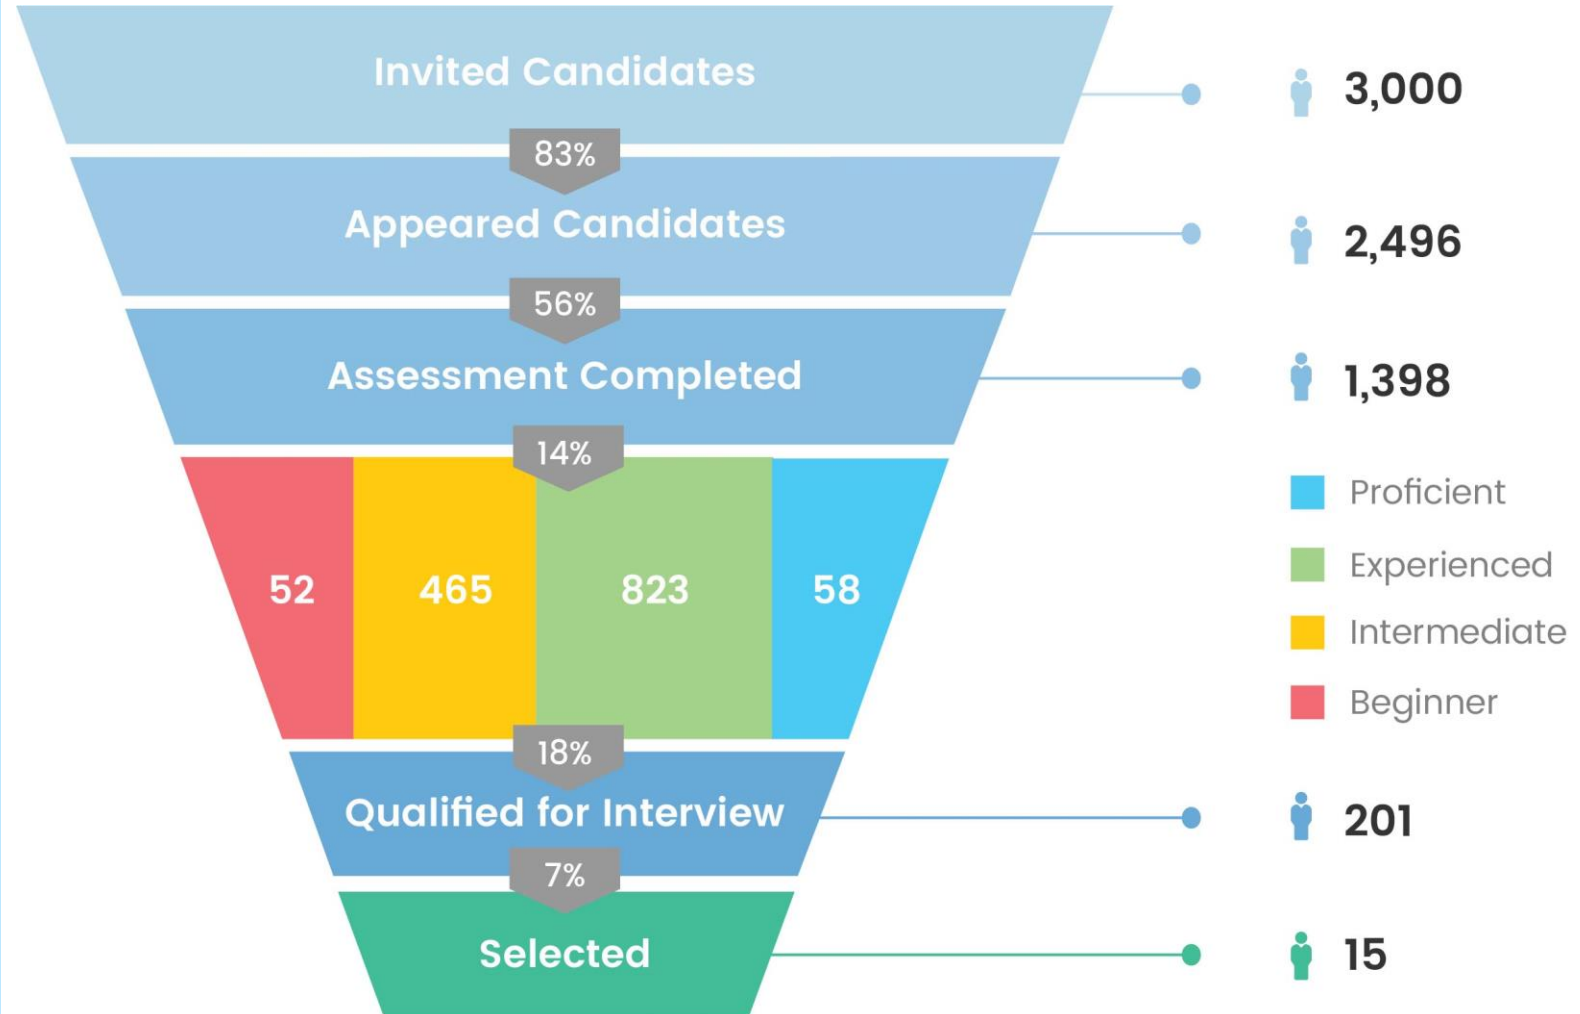 Invited Candidates
3,000
83%
Appeared Candidates
2,496
56%
Assessment Completed
1,398
14%
52
465
823
58
Proficient
Experienced
Intermediate
Beginner
18%
Qualified for Interview
201
7%
Selected
15